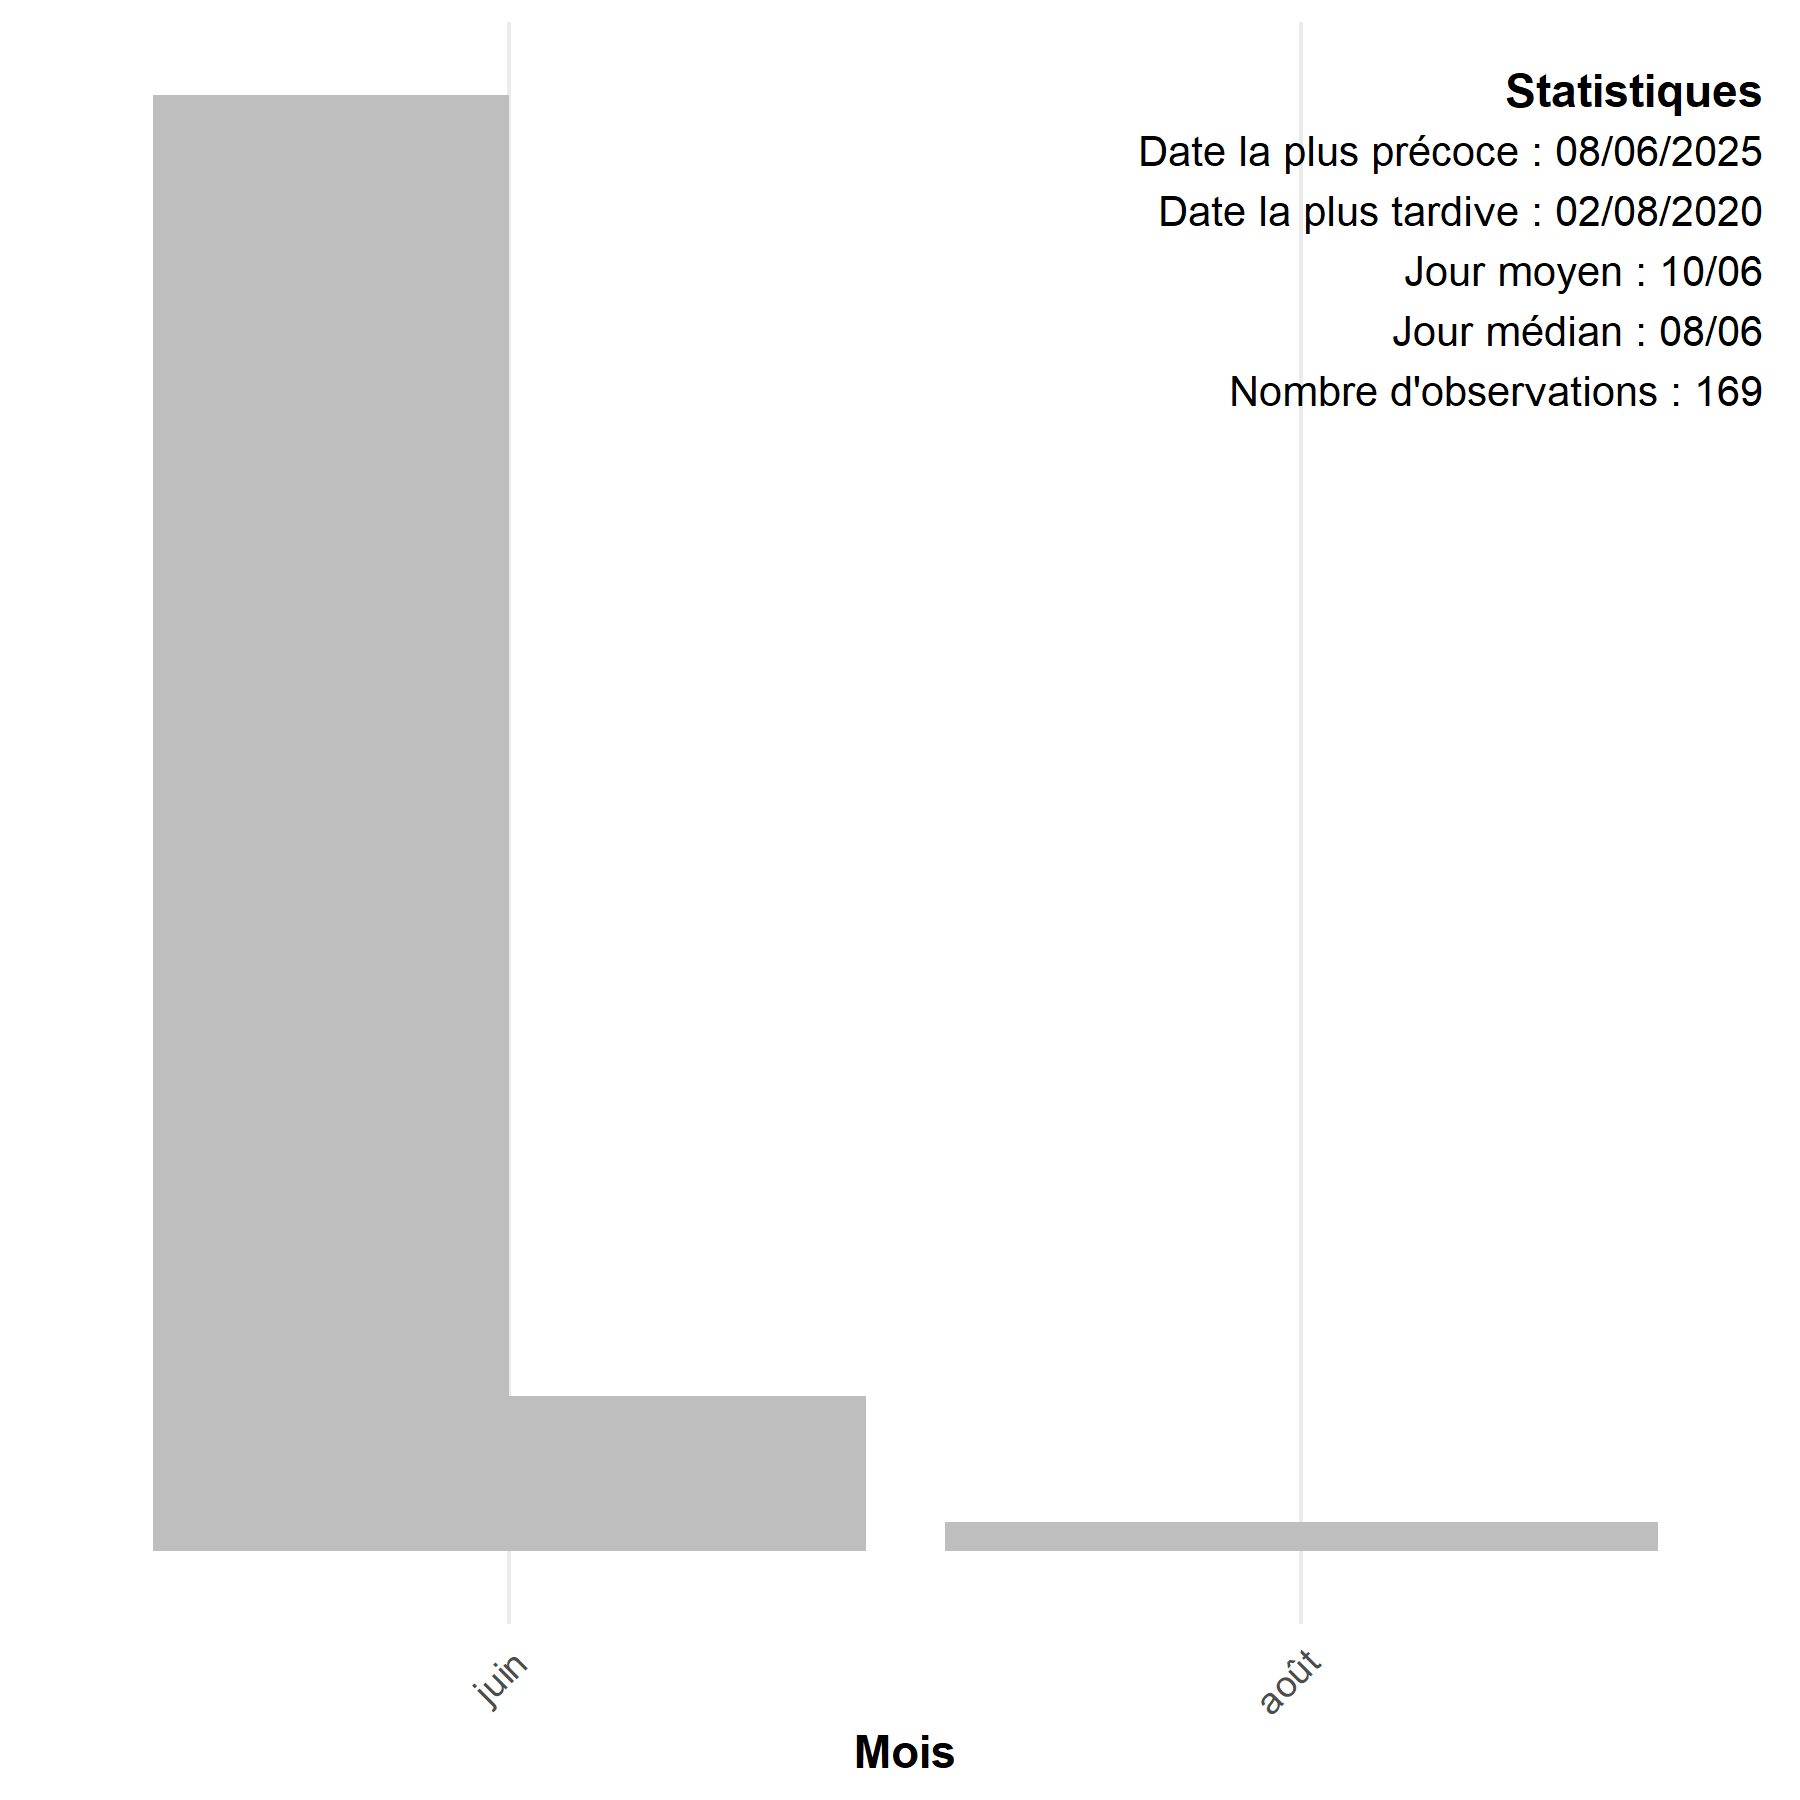 Statistiques
Date la plus précoce : 08/06/2025
Date la plus tardive : 02/08/2020
Jour moyen : 10/06
Jour médian : 08/06
Nombre d'observations : 169
juin
août
Mois